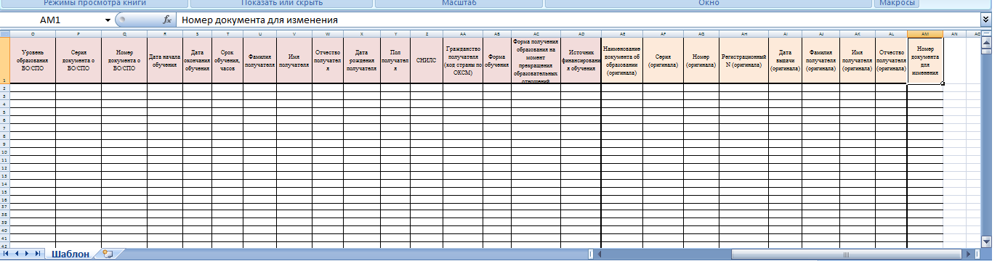 Режимы просмотра книги Показать или скрыть Масштаб Окно Макросы
AM1 fx Номер документа для изменения
O P Q R S T U V W X Y Z AA AB AC AD AE AF AG AH AI AJ AK AL AM AN AO
1
Уровень
образования
ВО/СПО
Серия
документа о
ВО/СПО
Номер
документа о
ВО/СПО
Дата начала
обучения
Дата
окончания
обучения
Срок
обучения,
часов
Фамилия
получателя
Имя
получателя
Отчество
получател
я
Дата
рождения
получателя
Пол
получател
я
СНИЛС
Гражданство
получателя
(код страны по
ОКСМ)
Форма
обучения
Форма получения
образования на
момент
прекращения
образовательных
отношений
Источник
финансировани
я обучения
Наименование
документа об
образовании
(оригинала)
Серия
(оригинала)
Номер
(оригинала)
Регистрационный
N (оригинала)
Дата
выдачи
(оригинала)
Фамилия
получателя
(оригинала)
Имя
получателя
(оригинала)
Отчество
получателя
(оригинала)
Номер
документа
для
изменения
2
3
4
5
6
7
8
9
10
11
12
13
14
15
16
37
38
39
40
41
42
Шаблон